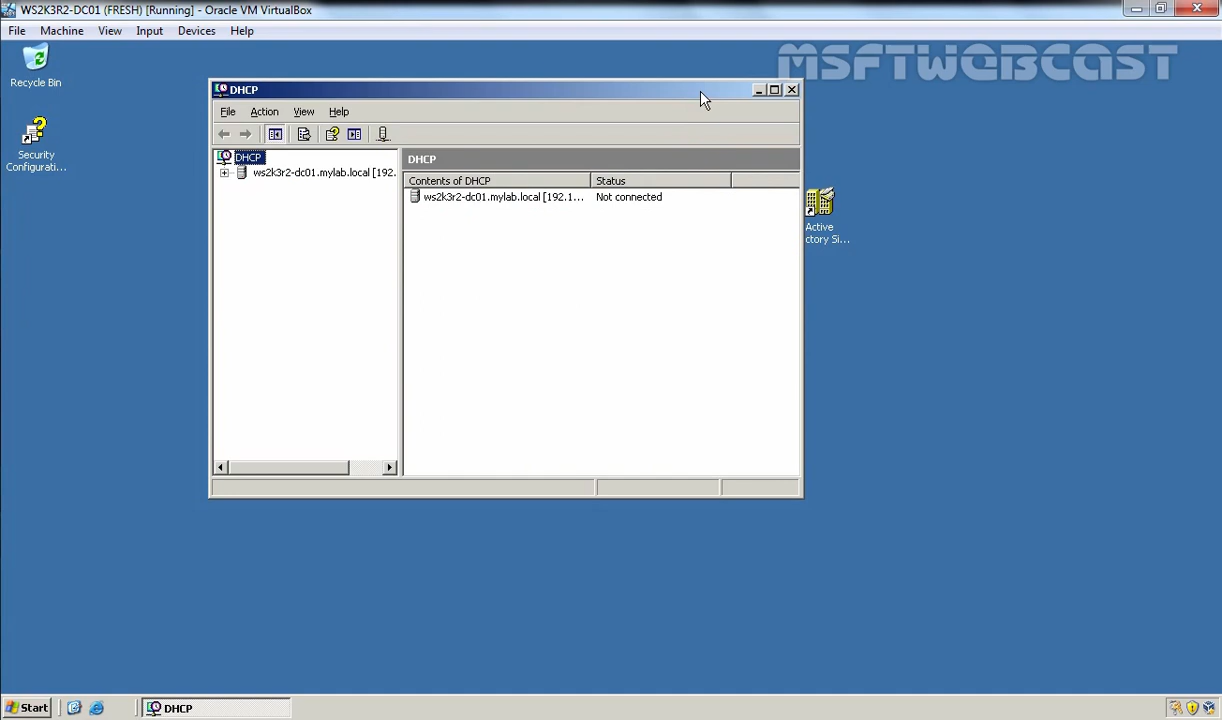 WS2K3R2-DC01 (FRESH) [Running] - Oracle VM VirtualBox
File Machine View Input Devices Help
MSFTWEBCAST
Recycle Bin
Security
Configurati...
DHCP
File Action View Help
DHCP
ws2k3r2-dc01.mylab.local [192.
DHCP
Contents of DHCP Status
ws2k3r2-dc01.mylab.local [192.1... Not connected
Active
ctory Si...
Start DHCP